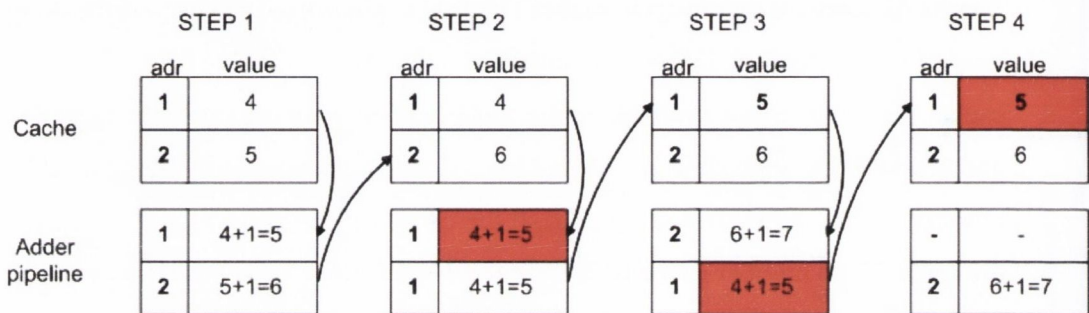 STEP 1 STEP 2 STEP 3 STEP 4
adr value adr value adr value adr value
Cache
1 4 1 4 1 5 1 5
2 5 2 6 2 6 2 6
Adder pipeline
1 4+1=5 1 4+1=5 2 6+1=7 - -
2 5+1=6 1 4+1=5 1 4+1=5 2 6+1=7